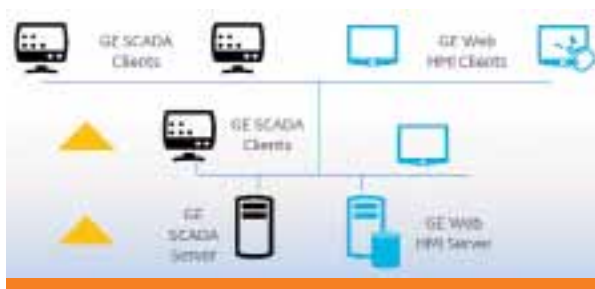 GE SCADA
Clients
GE Web
HMI Clients
GE SCADA
Clients
GE
SCADA
Server
GE Web
HMI Server